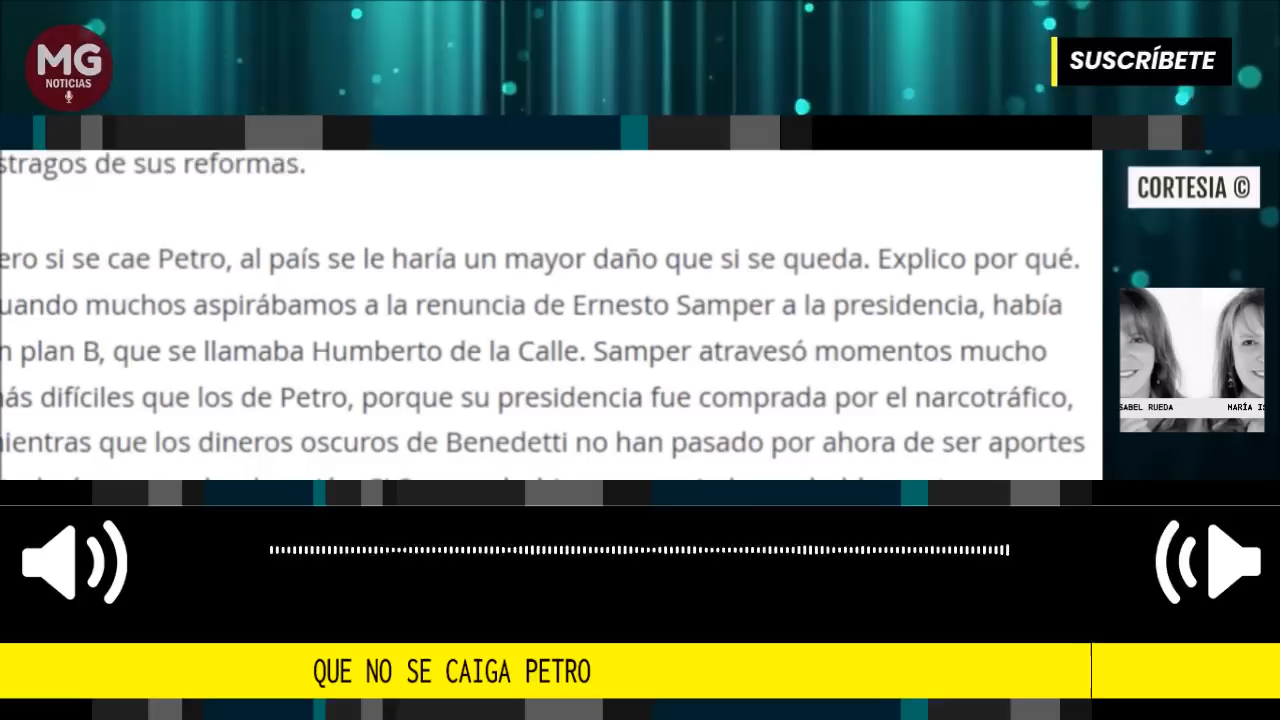 MG
NOTICIAS
SUSCRÍBETE
stragos de sus reformas.
CORTESIA ©
ero si se cae Petro, al país se le haría un mayor daño que si se queda. Explico por qué.
uando muchos aspirábamos a la renuncia de Ernesto Samper a la presidencia, había
n plan B, que se llamaba Humberto de la Calle. Samper atravesó momentos mucho
ás difíciles que los de Petro, porque su presidencia fue comprada por el narcotráfico,
mientras que los dineros oscuros de Benedetti no han pasado por ahora de ser aportes
SABEL RUEDA
MARÍA IS
QUE NO SE CAIGA PETRO